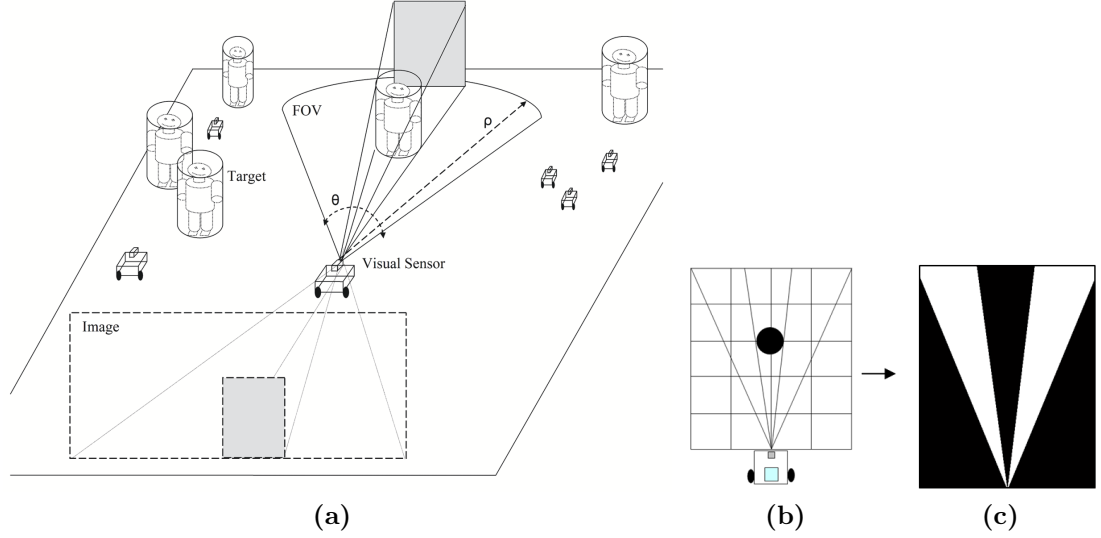 FOV
ρ
Target
θ
Visual Sensor
Image
(a)
(b)
(c)